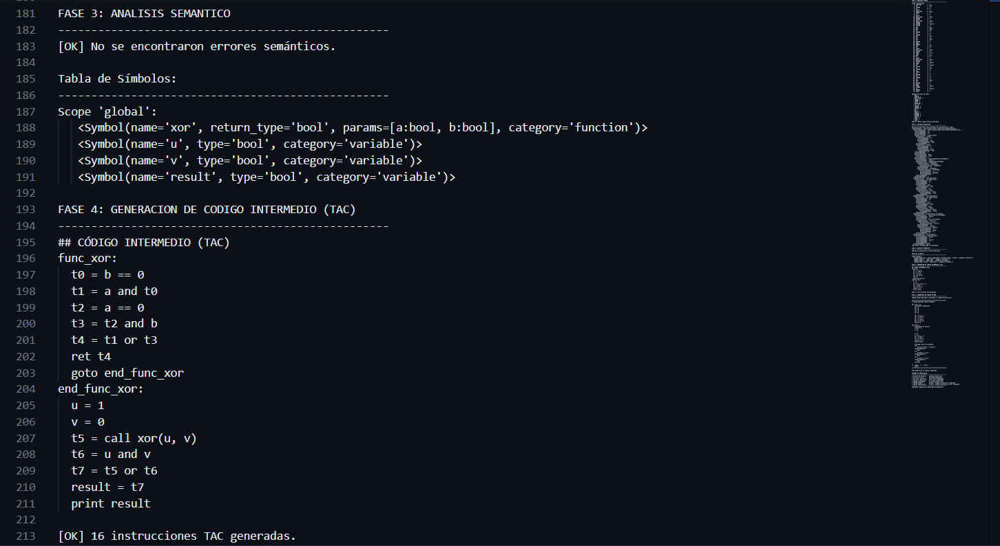 181 FASE 3: ANALISIS SEMANTICO
182 --------------------------------------------------
183 [OK] No se encontraron errores semánticos.
184
185 Tabla de Símbolos:
186 --------------------------------------------------
187 Scope 'global':
188 <Symbol(name='xor', return_type='bool', params=[a:bool, b:bool], category='function')>
189 <Symbol(name='u', type='bool', category='variable')>
190 <Symbol(name='v', type='bool', category='variable')>
191 <Symbol(name='result', type='bool', category='variable')>
192
193 FASE 4: GENERACION DE CODIGO INTERMEDIO (TAC)
194 --------------------------------------------------
195 ## CÓDIGO INTERMEDIO (TAC)
196 func_xor:
197 t0 = b == 0
198 t1 = a and t0
199 t2 = a == 0
200 t3 = t2 and b
201 t4 = t1 or t3
202 ret t4
203 goto end_func_xor
204 end_func_xor:
205 u = 1
206 v = 0
207 t5 = call xor(u, v)
208 t6 = u and v
209 t7 = t5 or t6
210 result = t7
211 print result
212
213 [OK] 16 instrucciones TAC generadas.